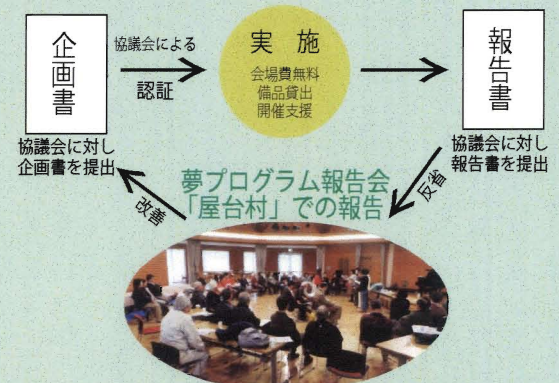 企画書
協議会に対し
企画書を提出
協議会による
認証
実施
会場費無料
備品貸出
開催支援
報告書
協議会に対し
報告書を提出
反省
夢プログラム報告会
「屋台村」での報告
改善